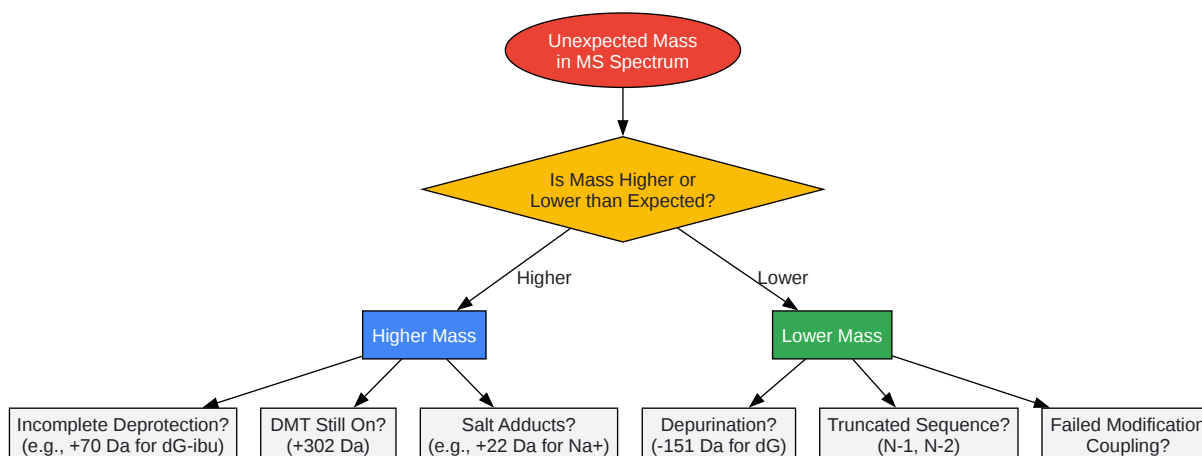 Unexpected Mass
in MS Spectrum
Is Mass Higher or
Lower than Expected?
Higher
Lower
Higher Mass
Lower Mass
Incomplete Deprotection?
(e.g., +70 Da for dG-ibu)
DMT Still On?
(+302 Da)
Salt Adducts?
(e.g., +22 Da for Na+)
Depurination?
(-151 Da for dG)
Truncated Sequence?
(N-1, N-2)
Failed Modification
Coupling?